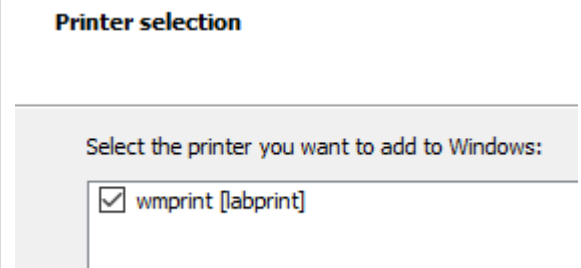 Printer selection
Select the printer you want to add to Windows:
wmprint [labprint]